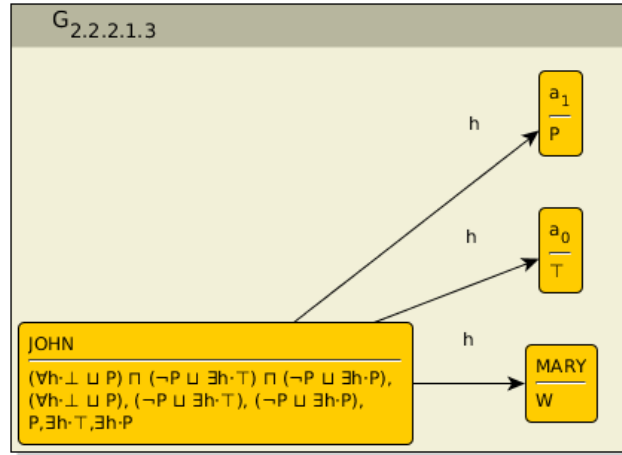 G2.2.2.1.3
a1
P
h
a0
⊤
h
h
JOHN
(∀h·⊥ ⊔ P) ⊓ (¬P ⊔ ∃h·⊤) ⊓ (¬P ⊔ ∃h·P),
(∀h·⊥ ⊔ P), (¬P ⊔ ∃h·⊤), (¬P ⊔ ∃h·P),
P,∃h·⊤,∃h·P
MARY
W